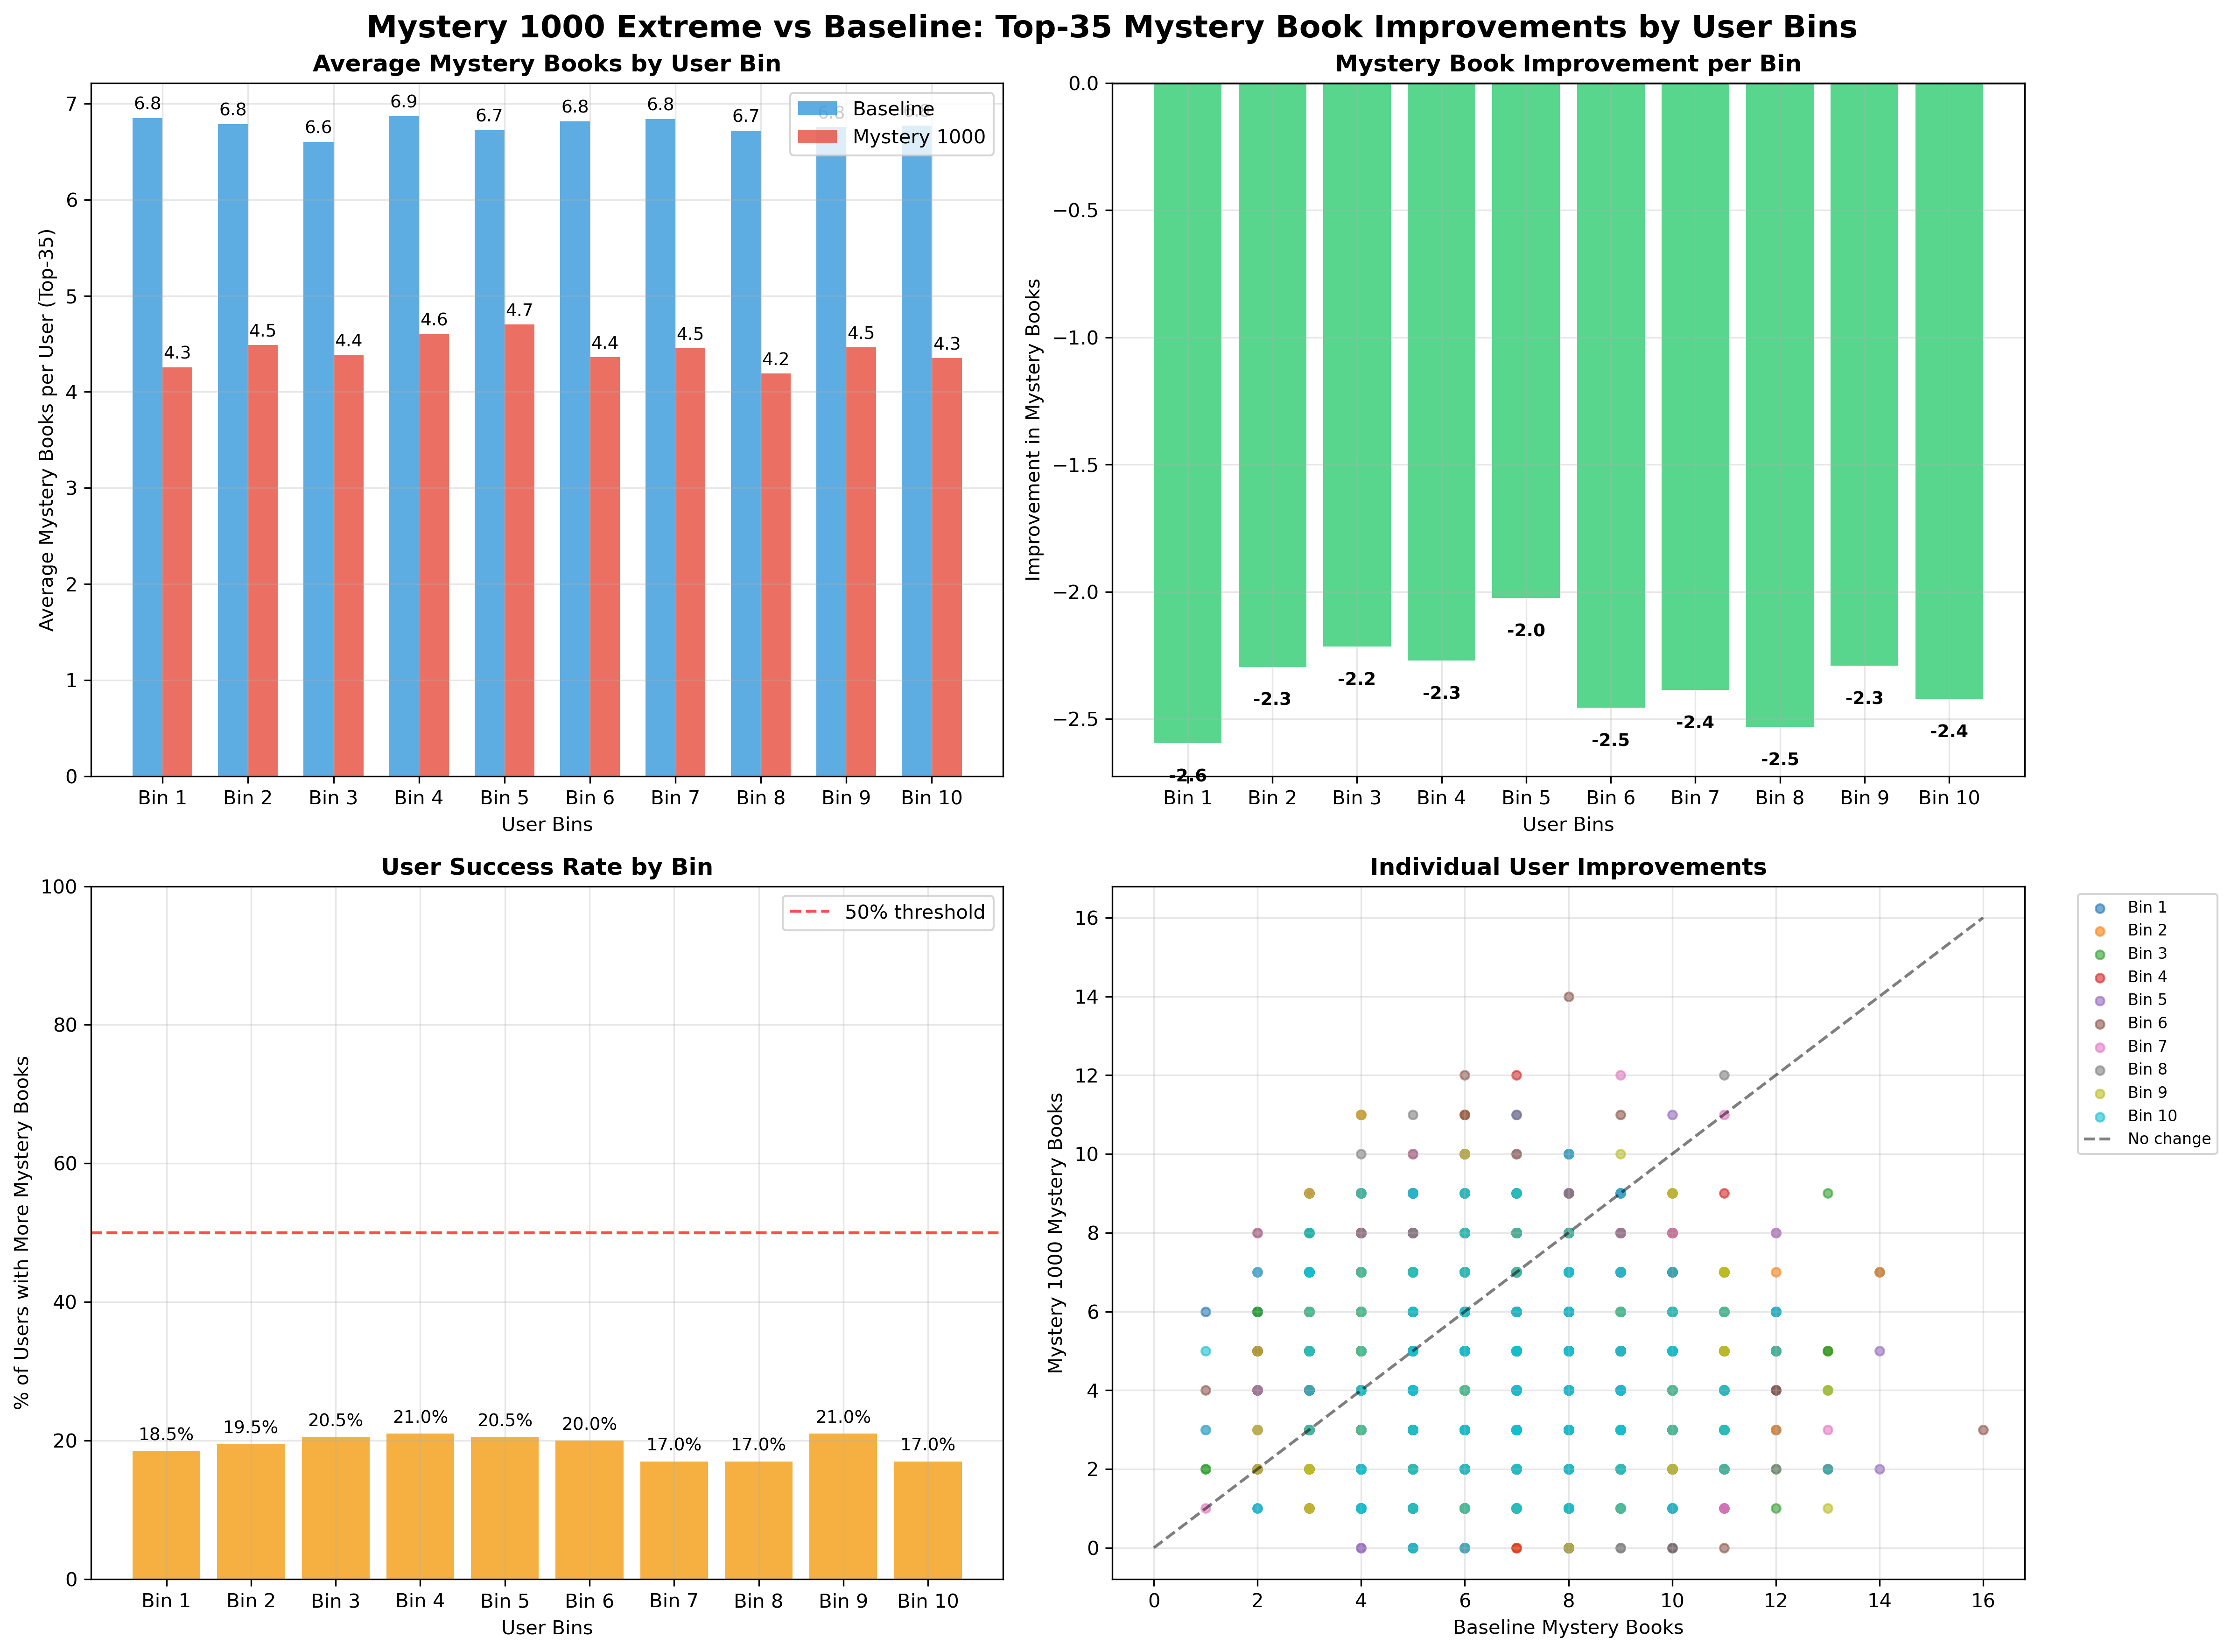 Mystery 1000 Extreme vs Baseline: Top-35 Mystery Book Improvements by User Bins
Average Mystery Books by User Bin
Average Mystery Books per User (Top-35)
7
6
5
4
3
2
1
0
6.8
6.8
6.6
6.9
6.7
6.8
6.8
6.7
4.3
4.5
4.4
4.6
4.7
4.4
4.5
4.2
4.5
4.3
Baseline
Mystery 1000
Bin 1
Bin 2
Bin 3
Bin 4
Bin 5
Bin 6
Bin 7
Bin 8
Bin 9
Bin 10
User Bins
Mystery Book Improvement per Bin
Improvement in Mystery Books
0.0
−0.5
−1.0
−1.5
−2.0
−2.5
-2.6
-2.3
-2.2
-2.3
-2.0
-2.5
-2.4
-2.5
-2.3
-2.4
Bin 1
Bin 2
Bin 3
Bin 4
Bin 5
Bin 6
Bin 7
Bin 8
Bin 9
Bin 10
User Bins
User Success Rate by Bin
% of Users with More Mystery Books
100
80
60
40
20
0
50% threshold
18.5%
19.5%
20.5%
21.0%
20.5%
20.0%
17.0%
17.0%
21.0%
17.0%
Bin 1
Bin 2
Bin 3
Bin 4
Bin 5
Bin 6
Bin 7
Bin 8
Bin 9
Bin 10
User Bins
Individual User Improvements
Mystery 1000 Mystery Books
16
14
12
10
8
6
4
2
0
0
2
4
6
8
10
12
14
16
Baseline Mystery Books
Bin 1
Bin 2
Bin 3
Bin 4
Bin 5
Bin 6
Bin 7
Bin 8
Bin 9
Bin 10
No change